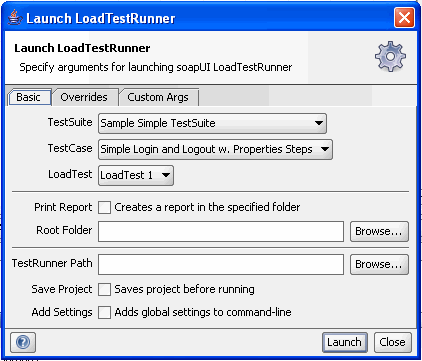 Launch LoadTestRunner
Launch LoadTestRunner
Specify arguments for launching soapUI LoadTestRunner
Basic Overrides Custom Args
TestSuite Sample Simple TestSuite
TestCase Simple Login and Logout w. Properties Steps
LoadTest LoadTest 1
Print Report Creates a report in the specified folder
Root Folder Browse...
TestRunner Path Browse...
Save Project Saves project before running
Add Settings Adds global settings to command-line
? Launch Close